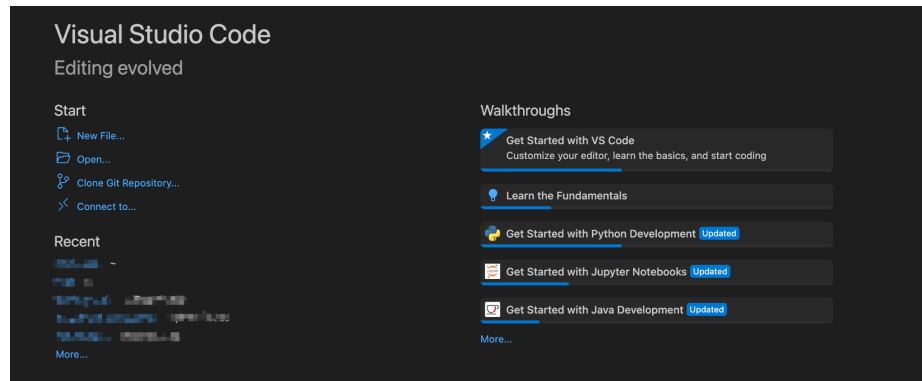 Visual Studio Code
Editing evolved
Start
New File...
Open...
Clone Git Repository...
Connect to...
Recent
~
More...
Walkthroughs
Get Started with VS Code
Customize your editor, learn the basics, and start coding
Learn the Fundamentals
Get Started with Python Development Updated
Get Started with Jupyter Notebooks Updated
Get Started with Java Development Updated
More...